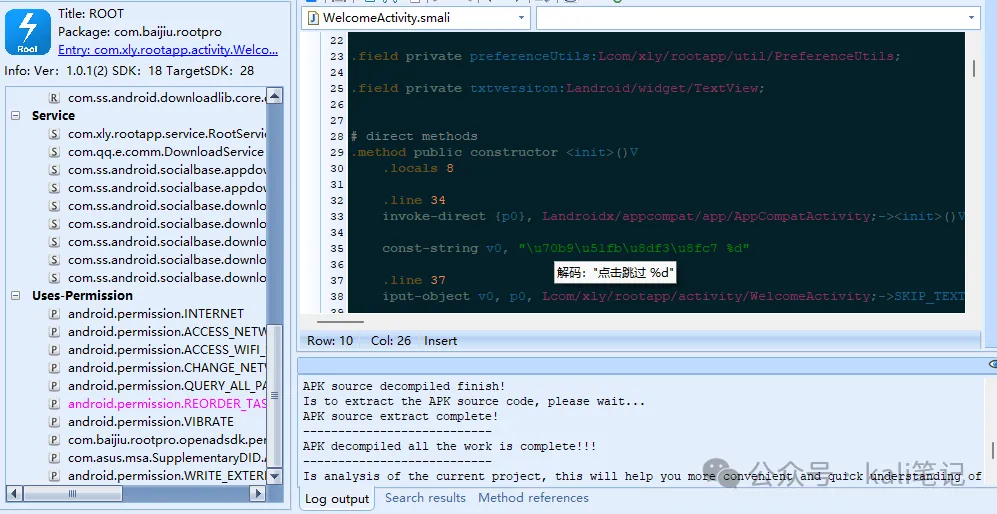 Title: ROOT
Package: com.baijiu.rootpro
Entry: com.xly.rootapp.activity.Welco...
Root
Info: Ver: 1.0.1(2) SDK: 18 TargetSDK: 28
R com.ss.android.downloadlib.core.
Service
S com.xly.rootapp.service.RootServi
S com.qq.e.comm.DownloadService
S com.ss.android.socialbase.appdow
S com.ss.android.socialbase.appdow
S com.ss.android.socialbase.downlo
S com.ss.android.socialbase.downlo
S com.ss.android.socialbase.downlo
S com.ss.android.socialbase.downlo
S com.ss.android.socialbase.downlo
Uses-Permission
P android.permission.INTERNET
P android.permission.ACCESS_NETW
P android.permission.ACCESS_WIFI_
P android.permission.CHANGE_NET
P android.permission.QUERY_ALL_PA
P android.permission.REORDER_TAS
P android.permission.VIBRATE
P com.baijiu.rootpro.openadsdk.per
P com.asus.msa.SupplementaryDID.A
P android.permission.WRITE_EXTER
J WelcomeActivity.smali
22
23 .field private preferenceUtils:Lcom/xly/rootapp/util/PreferenceUtils;
24
25 .field private txtversiton:Landroid/widget/TextView;
26
27
28 # direct methods
29 .method public constructor <init>()V
30 .locals 8
31
32 .line 34
33 invoke-direct {p0}, Landroidx/appcompat/app/AppCompatActivity;-><init>()V
34
35 const-string v0, "\u70b9\u51fb\u8df3\u8fc7 %d"
36
解码: "点击跳过 %d"
37 .line 37
38 iput-object v0, p0, Lcom/xly/rootapp/activity/WelcomeActivity;->SKIP_TEXT
39
Row: 10 Col: 26 Insert
APK source decompiled finish!
Is to extract the APK source code, please wait...
APK source extract complete!
--------------------------
APK decompiled all the work is complete!!!
--------------------------
Is analysis of the current project, this will help you more convenient and quick understanding of
公众号 · kali笔记
Log output Search results Method references